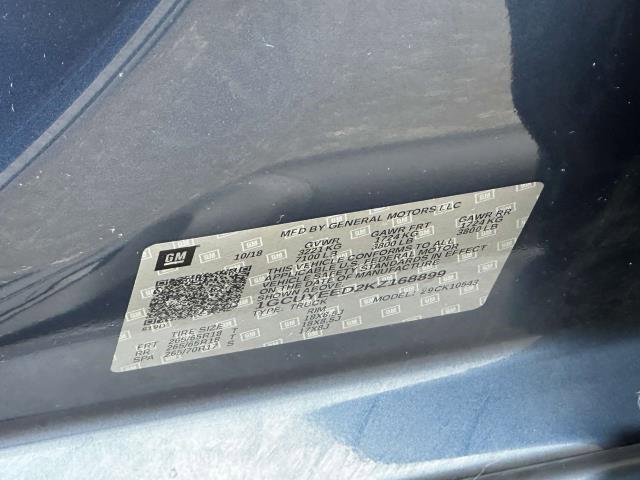 GM
MFD BY GENERAL MOTORS LLC
10/18 GVWR GAWR FRT GAWR RR
3221 KG 1724 KG 1724 KG
7100 LB 3800 LB 3800 LB
THIS VEHICLE CONFORMS TO ALL
APPLICABLE U.S. FEDERAL MOTOR
VEHICLE SAFETY STANDARDS IN EFFECT
ON THE DATE OF MANUFACTURE
SHOWN ABOVE.
TYPE: TRUCK MODEL:
TIRE SIZE RIM
FRT 265/65R18 T 18X8.5J
RR 265/65R18 T 18X8.5J
SPA 265/70R17 S 17X8J